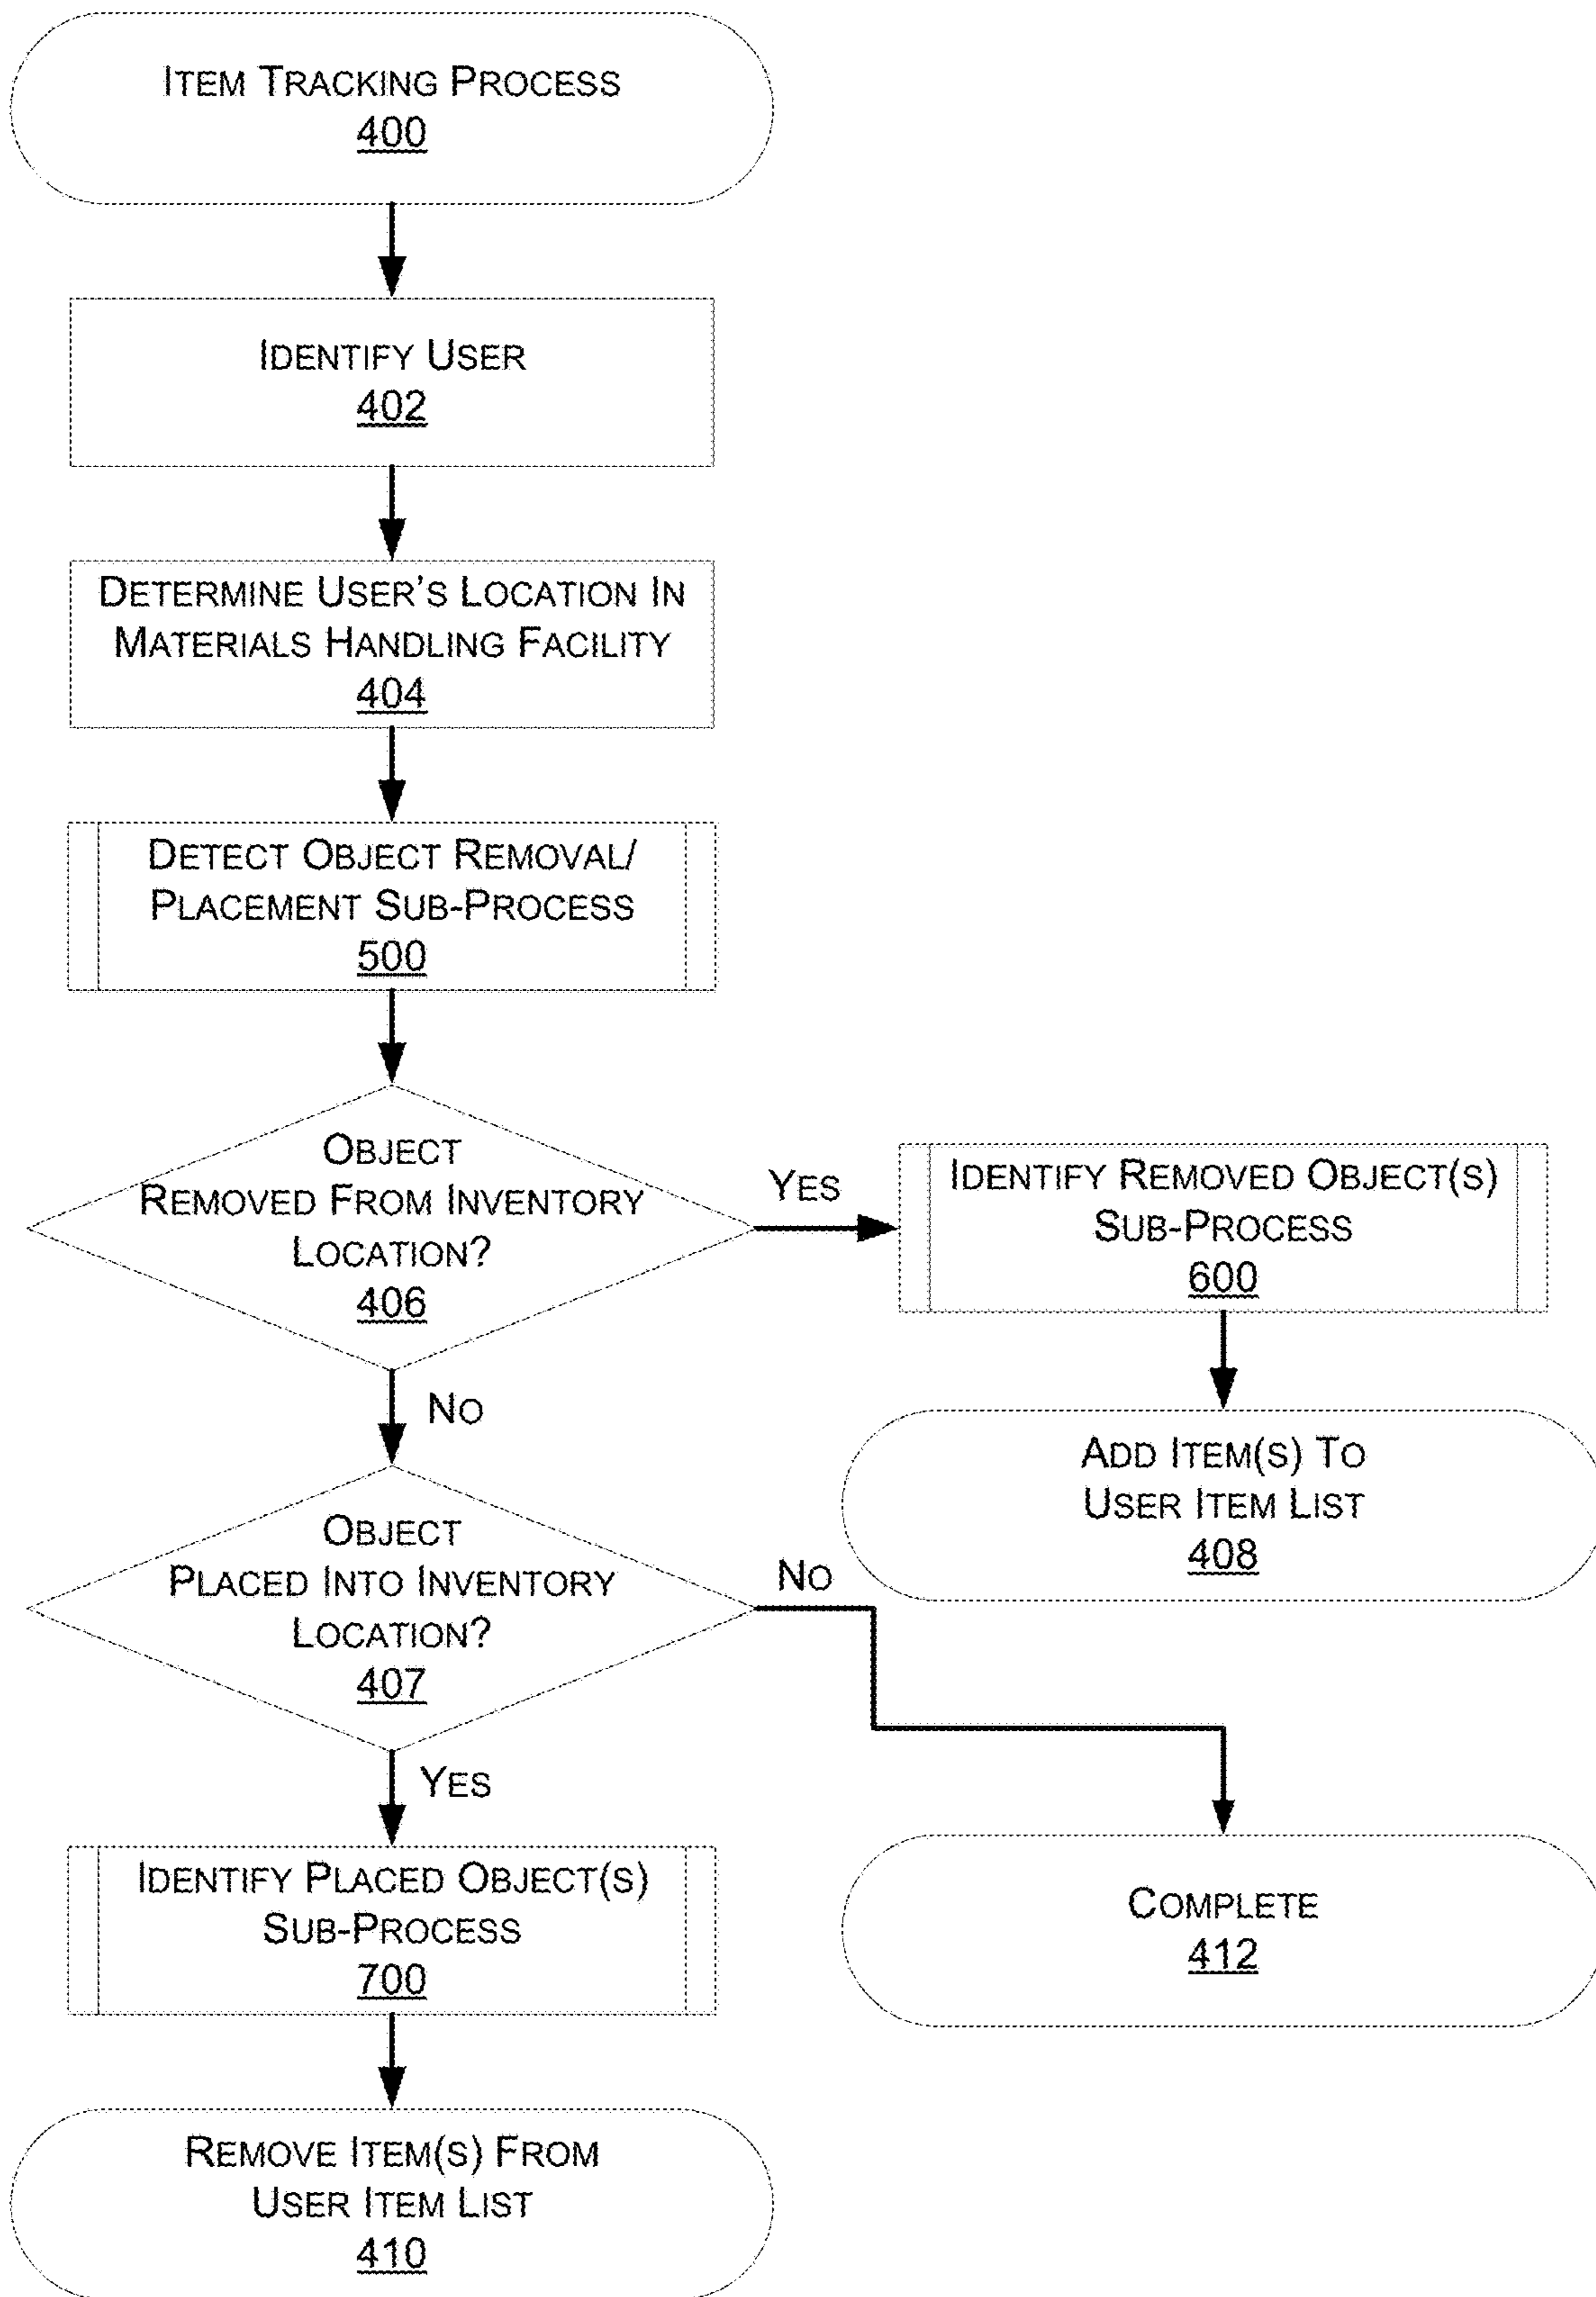 ITEM TRACKING PROCESS
400
IDENTIFY USER
402
DETERMINE USER'S LOCATION IN
MATERIALS HANDLING FACILITY
404
DETECT OBJECT REMOVAL/
PLACEMENT SUB-PROCESS
500
OBJECT
REMOVED FROM INVENTORY
LOCATION?
406
YES
IDENTIFY REMOVED OBJECT(S)
SUB-PROCESS
600
ADD ITEM(S) TO
USER ITEM LIST
408
NO
OBJECT
PLACED INTO INVENTORY
LOCATION?
407
NO
COMPLETE
412
YES
IDENTIFY PLACED OBJECT(S)
SUB-PROCESS
700
REMOVE ITEM(S) FROM
USER ITEM LIST
410